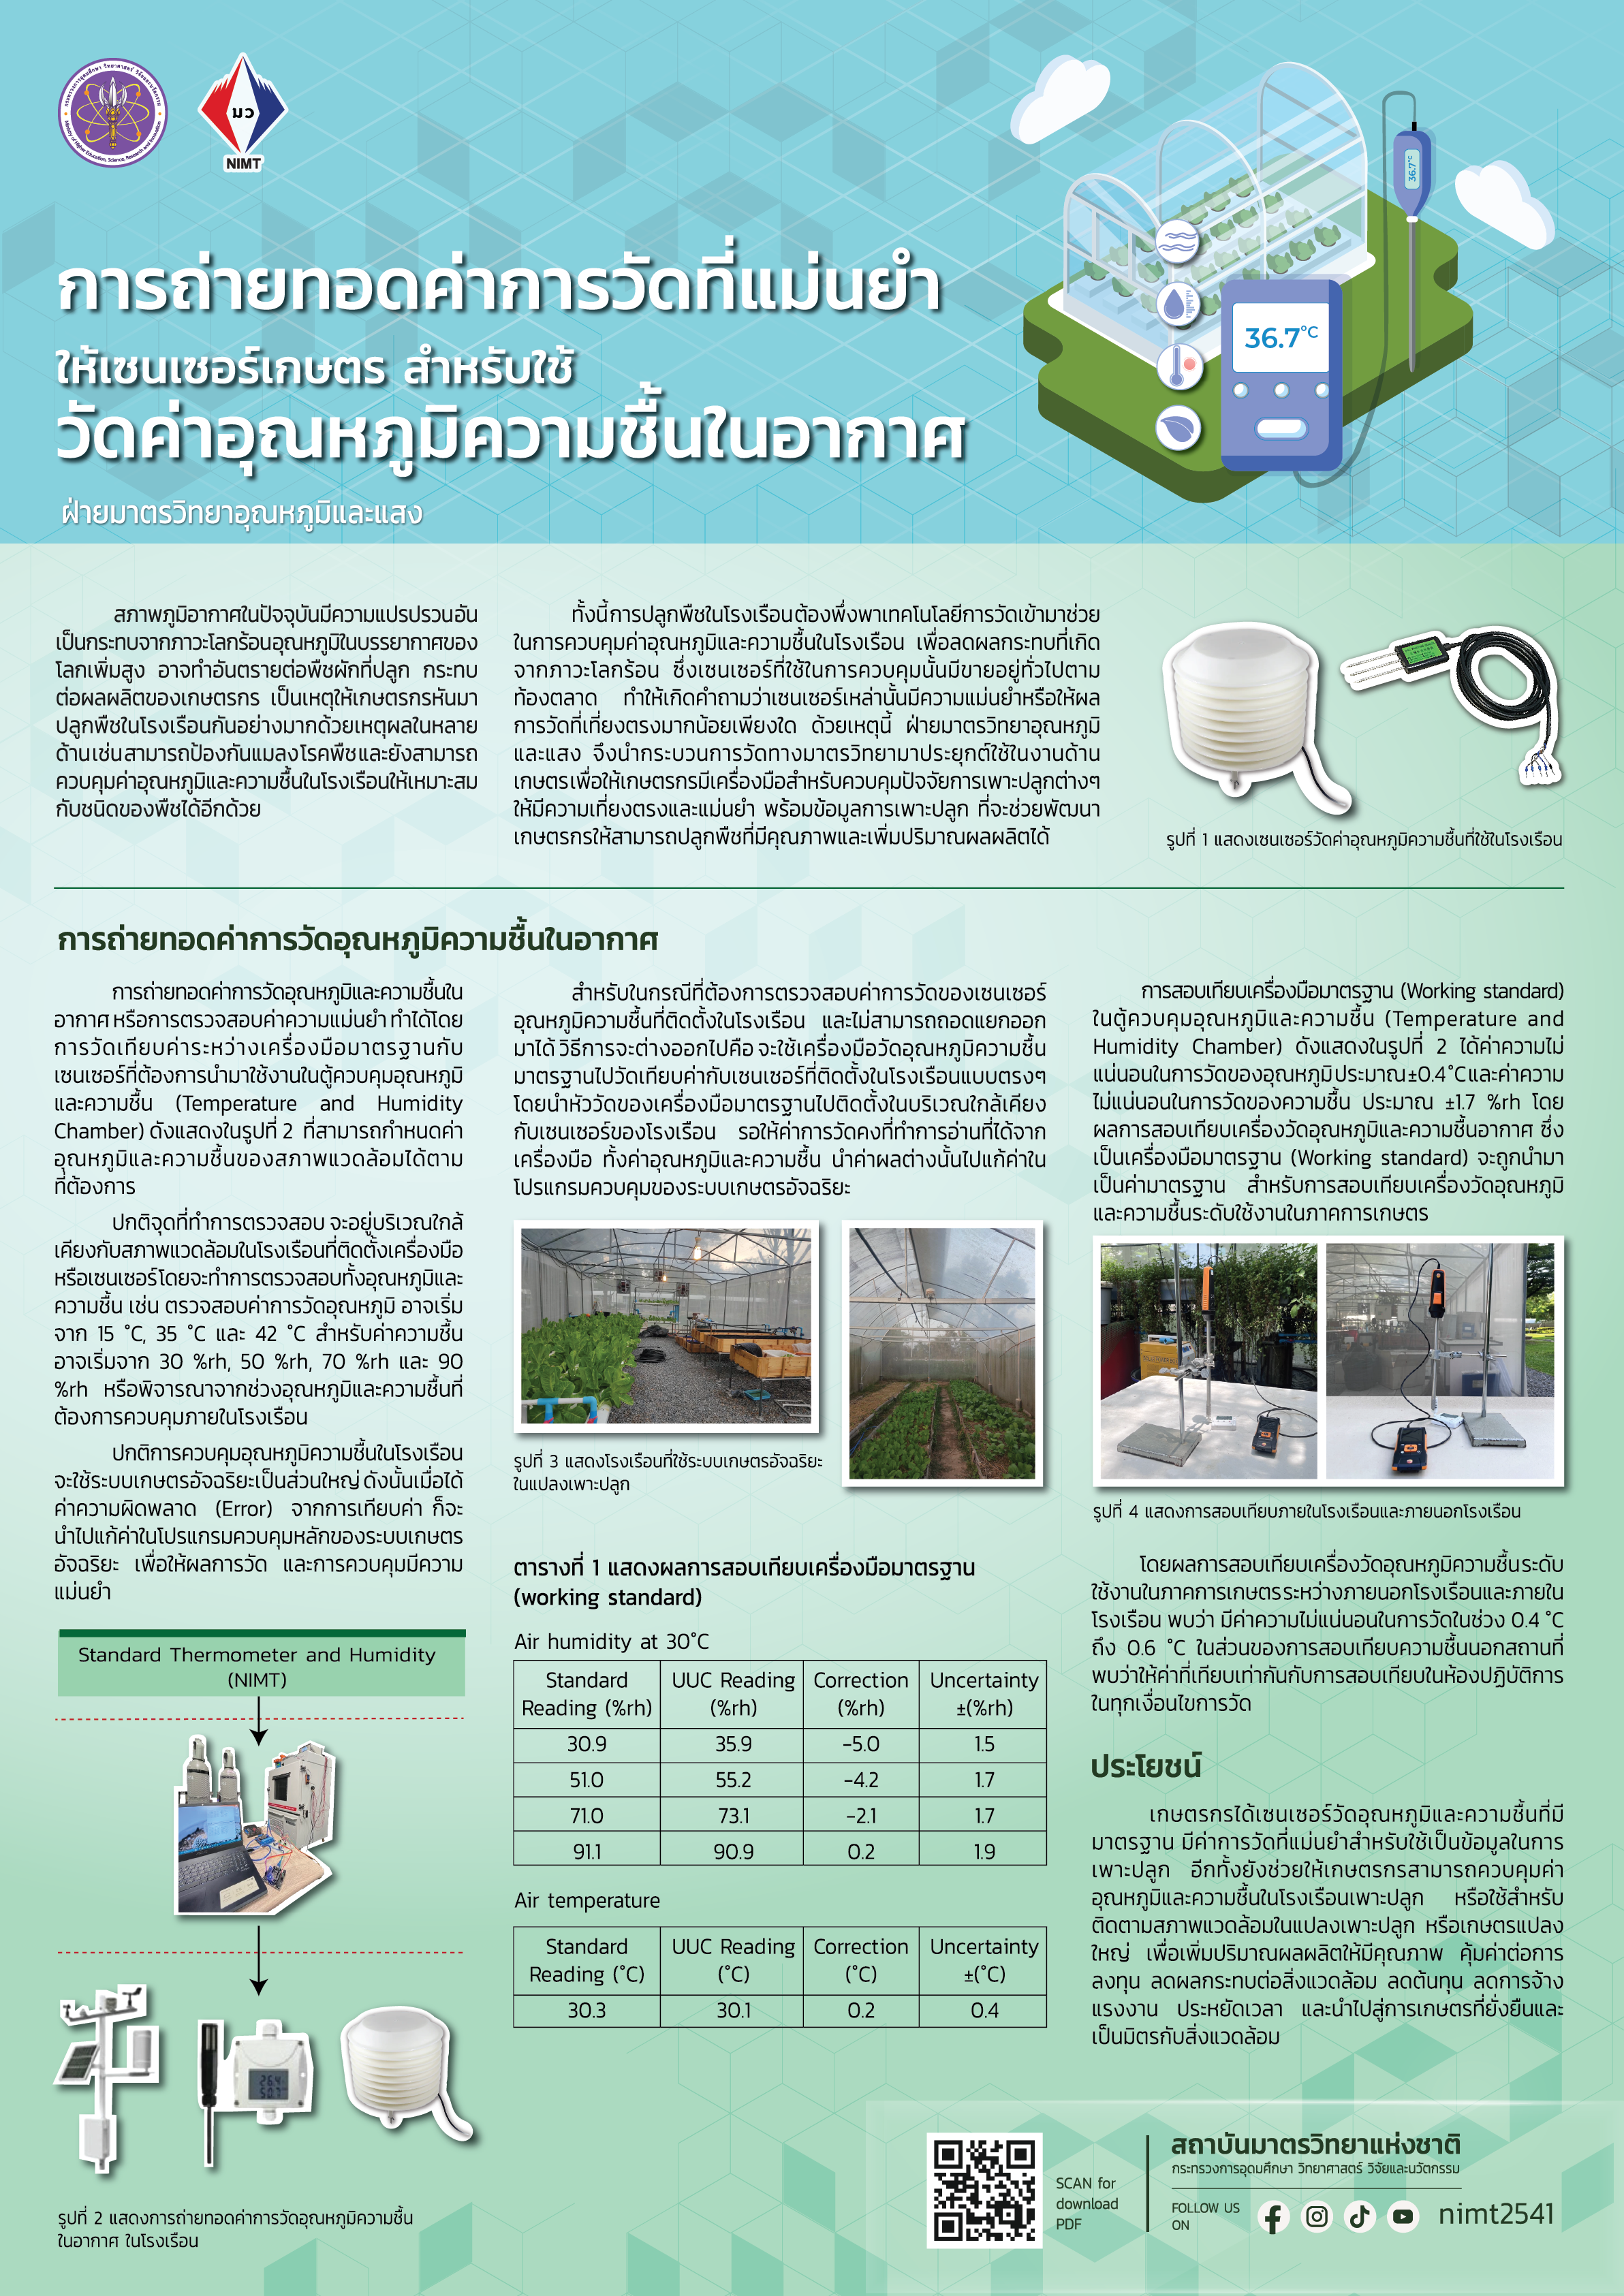 มว
NIMT
36.7°C
36.7°C
การถ่ายทอดค่าการวัดที่แม่นยำ
ให้เซนเซอร์เกษตร สำหรับใช้
วัดค่าอุณหภูมิความชื้นในอากาศ
ฝ่ายมาตรวิทยาอุณหภูมิและแสง
สภาพภูมิอากาศในปัจจุบันมีความแปรปรวนอัน
เป็นกระทบจากภาวะโลกร้อนอุณหภูมิในบรรยากาศของ
โลกเพิ่มสูง อาจทำอันตรายต่อพืชผักที่ปลูก กระทบ
ต่อผลผลิตของเกษตรกร เป็นเหตุให้เกษตรกรหันมา
ปลูกพืชในโรงเรือนกันอย่างมากด้วยเหตุผลในหลาย
ด้านเช่นสามารถป้องกันแมลงโรคพืชและยังสามารถ
ควบคุมค่าอุณหภูมิและความชื้นในโรงเรือนให้เหมาะสม
กับชนิดของพืชได้อีกด้วย
ทั้งนี้การปลูกพืชในโรงเรือนต้องพึ่งพาเทคโนโลยีการวัดเข้ามาช่วย
ในการควบคุมค่าอุณหภูมิและความชื้นในโรงเรือน เพื่อลดผลกระทบที่เกิด
จากภาวะโลกร้อน ซึ่งเซนเซอร์ที่ใช้ในการควบคุมนั้นมีขายอยู่ทั่วไปตาม
ท้องตลาด ทำให้เกิดคำถามว่าเซนเซอร์เหล่านั้นมีความแม่นยำหรือให้ผล
การวัดที่เที่ยงตรงมากน้อยเพียงใด ด้วยเหตุนี้ ฝ่ายมาตรวิทยาอุณหภูมิ
และแสง จึงนำกระบวนการวัดทางมาตรวิทยามาประยุกต์ใช้ในงานด้าน
เกษตรเพื่อให้เกษตรกรมีเครื่องมือสำหรับควบคุมปัจจัยการเพาะปลูกต่างๆ
ให้มีความเที่ยงตรงและแม่นยำ พร้อมข้อมูลการเพาะปลูก ที่จะช่วยพัฒนา
เกษตรกรให้สามารถปลูกพืชที่มีคุณภาพและเพิ่มปริมาณผลผลิตได้
รูปที่ 1 แสดงเซนเซอร์วัดค่าอุณหภูมิความชื้นที่ใช้ในโรงเรือน
การถ่ายทอดค่าการวัดอุณหภูมิความชื้นในอากาศ
การถ่ายทอดค่าการวัดอุณหภูมิและความชื้นใน
อากาศ หรือการตรวจสอบค่าความแม่นยำ ทำได้โดย
การวัดเทียบค่าระหว่างเครื่องมือมาตรฐานกับ
เซนเซอร์ที่ต้องการนำมาใช้งานในตู้ควบคุมอุณหภูมิ
และความชื้น (Temperature and Humidity
Chamber) ดังแสดงในรูปที่ 2 ที่สามารถกำหนดค่า
อุณหภูมิและความชื้นของสภาพแวดล้อมได้ตาม
ที่ต้องการ
ปกติจุดที่ทำการตรวจสอบ จะอยู่บริเวณใกล้
เคียงกับสภาพแวดล้อมในโรงเรือนที่ติดตั้งเครื่องมือ
หรือเซนเซอร์โดยจะทำการตรวจสอบทั้งอุณหภูมิและ
ความชื้น เช่น ตรวจสอบค่าการวัดอุณหภูมิ อาจเริ่ม
จาก 15 °C, 35 °C และ 42 °C สำหรับค่าความชื้น
อาจเริ่มจาก 30 %rh, 50 %rh, 70 %rh และ 90
%rh หรือพิจารณาจากช่วงอุณหภูมิและความชื้นที่
ต้องการควบคุมภายในโรงเรือน
ปกติการควบคุมอุณหภูมิความชื้นในโรงเรือน
จะใช้ระบบเกษตรอัจฉริยะเป็นส่วนใหญ่ ดังนั้นเมื่อได้
ค่าความผิดพลาด (Error) จากการเทียบค่า ก็จะ
นำไปแก้ค่าในโปรแกรมควบคุมหลักของระบบเกษตร
อัจฉริยะ เพื่อให้ผลการวัด และการควบคุมมีความ
แม่นยำ
Standard Thermometer and Humidity
(NIMT)
26.4
50.7
รูปที่ 2 แสดงการถ่ายทอดค่าการวัดอุณหภูมิความชื้น
ในอากาศ ในโรงเรือน
สำหรับในกรณีที่ต้องการตรวจสอบค่าการวัดของเซนเซอร์
อุณหภูมิความชื้นที่ติดตั้งในโรงเรือน และไม่สามารถถอดแยกออก
มาได้ วิธีการจะต่างออกไปคือ จะใช้เครื่องมือวัดอุณหภูมิความชื้น
มาตรฐานไปวัดเทียบค่ากับเซนเซอร์ที่ติดตั้งในโรงเรือนแบบตรงๆ
โดยนำหัววัดของเครื่องมือมาตรฐานไปติดตั้งในบริเวณใกล้เคียง
กับเซนเซอร์ของโรงเรือน รอให้ค่าการวัดคงที่ทำการอ่านที่ได้จาก
เครื่องมือ ทั้งค่าอุณหภูมิและความชื้น นำค่าผลต่างนั้นไปแก้ค่าใน
โปรแกรมควบคุมของระบบเกษตรอัจฉริยะ
รูปที่ 3 แสดงโรงเรือนที่ใช้ระบบเกษตรอัจฉริยะ
ในแปลงเพาะปลูก
ตารางที่ 1 แสดงผลการสอบเทียบเครื่องมือมาตรฐาน
(working standard)
Air humidity at 30°C
Standard Reading (%rh) UUC Reading (%rh) Correction (%rh) Uncertainty ±(%rh)
30.9 35.9 -5.0 1.5
51.0 55.2 -4.2 1.7
71.0 73.1 -2.1 1.7
91.1 90.9 0.2 1.9
Air temperature
Standard Reading (°C) UUC Reading (°C) Correction (°C) Uncertainty ±(°C)
30.3 30.1 0.2 0.4
การสอบเทียบเครื่องมือมาตรฐาน (Working standard)
ในตู้ควบคุมอุณหภูมิและความชื้น (Temperature and
Humidity Chamber) ดังแสดงในรูปที่ 2 ได้ค่าความไม่
แน่นอนในการวัดของอุณหภูมิประมาณ ±0.4 °C และค่าความ
ไม่แน่นอนในการวัดของความชื้น ประมาณ ±1.7 %rh โดย
ผลการสอบเทียบเครื่องวัดอุณหภูมิและความชื้นอากาศ ซึ่ง
เป็นเครื่องมือมาตรฐาน (Working standard) จะถูกนำมา
เป็นค่ามาตรฐาน สำหรับการสอบเทียบเครื่องวัดอุณหภูมิ
และความชื้นระดับใช้งานในภาคการเกษตร
รูปที่ 4 แสดงการสอบเทียบภายในโรงเรือนและภายนอกโรงเรือน
โดยผลการสอบเทียบเครื่องวัดอุณหภูมิความชื้นระดับ
ใช้งานในภาคการเกษตรระหว่างภายนอกโรงเรือนและภายใน
โรงเรือน พบว่า มีค่าความไม่แน่นอนในการวัดในช่วง 0.4 °C
ถึง 0.6 °C ในส่วนของการสอบเทียบความชื้นนอกสถานที่
พบว่าให้ค่าที่เทียบเท่ากันกับการสอบเทียบในห้องปฏิบัติการ
ในทุกเงื่อนไขการวัด
ประโยชน์
เกษตรกรได้เซนเซอร์วัดอุณหภูมิและความชื้นที่มี
มาตรฐาน มีค่าการวัดที่แม่นยำสำหรับใช้เป็นข้อมูลในการ
เพาะปลูก อีกทั้งยังช่วยให้เกษตรกรสามารถควบคุมค่า
อุณหภูมิและความชื้นในโรงเรือนเพาะปลูก หรือใช้สำหรับ
ติดตามสภาพแวดล้อมในแปลงเพาะปลูก หรือเกษตรแปลง
ใหญ่ เพื่อเพิ่มปริมาณผลผลิตให้มีคุณภาพ คุ้มค่าต่อการ
ลงทุน ลดผลกระทบต่อสิ่งแวดล้อม ลดต้นทุน ลดการจ้าง
แรงงาน ประหยัดเวลา และนำไปสู่การเกษตรที่ยั่งยืนและ
เป็นมิตรกับสิ่งแวดล้อม
SCAN for
download
PDF
สถาบันมาตรวิทยาแห่งชาติ
กระทรวงการอุดมศึกษา วิทยาศาสตร์ วิจัยและนวัตกรรม
FOLLOW US
ON
nimt2541